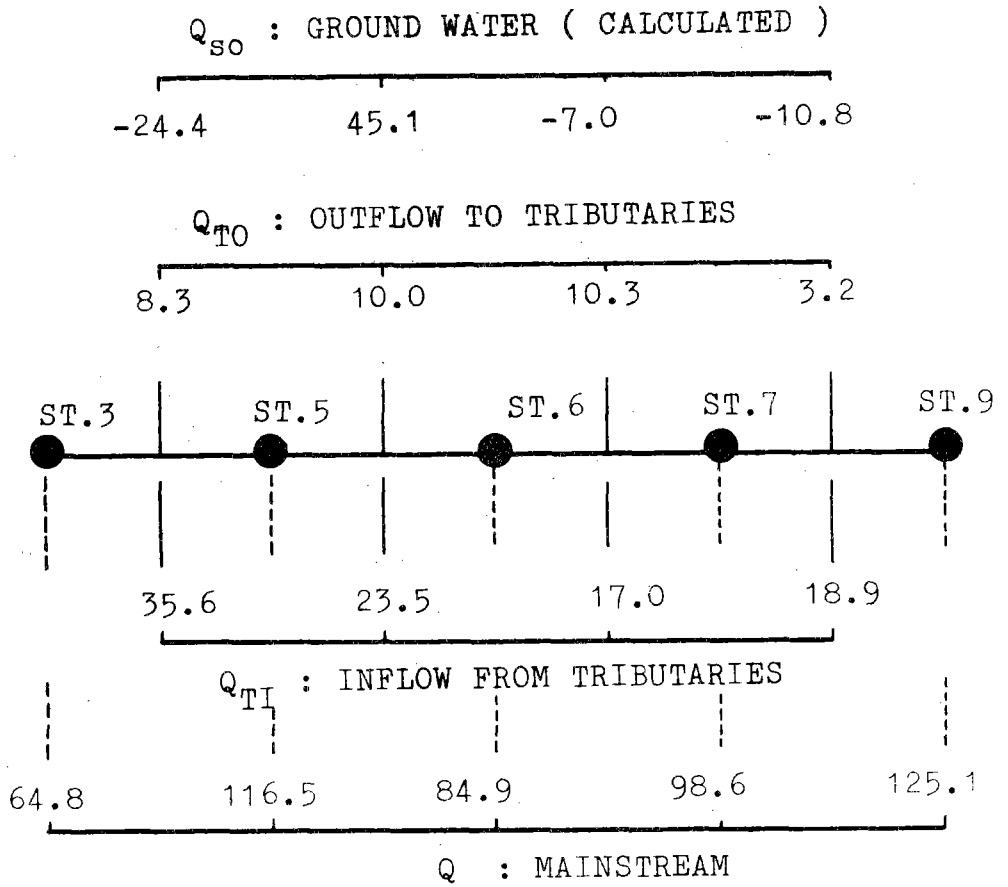 Q_SO : GROUND WATER ( CALCULATED )
-24.4 45.1 -7.0 -10.8
Q_TO : OUTFLOW TO TRIBUTARIES
8.3 10.0 10.3 3.2
ST.3 ST.5 ST.6 ST.7 ST.9
35.6 23.5 17.0 18.9
Q_TI : INFLOW FROM TRIBUTARIES
64.8 116.5 84.9 98.6 125.1
Q : MAINSTREAM